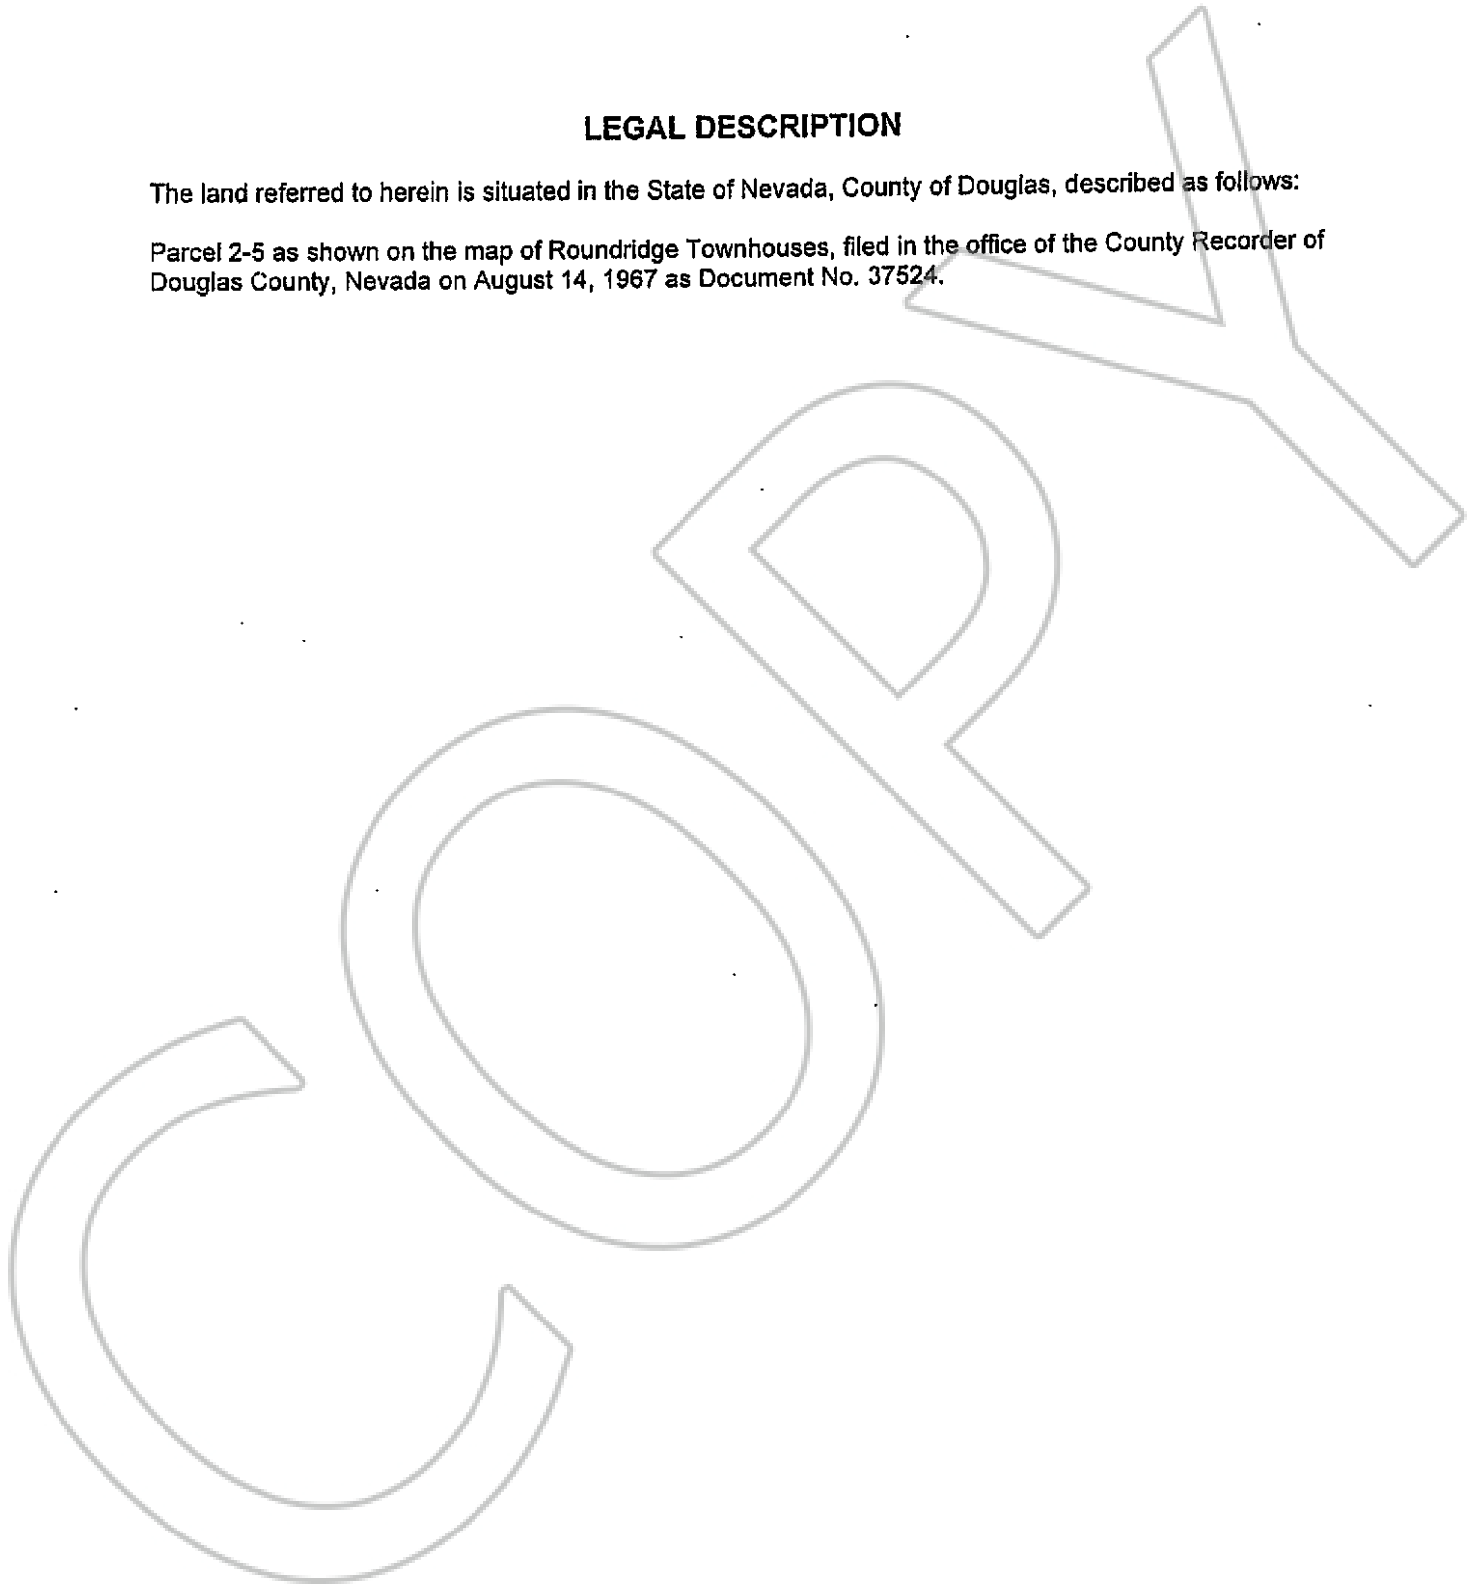 LEGAL DESCRIPTION
The land referred to herein is situated in the State of Nevada, County of Douglas, described as follows:
Parcel 2-5 as shown on the map of Roundridge Townhouses, filed in the office of the County Recorder of
Douglas County, Nevada on August 14, 1967 as Document No. 37524.
COPY